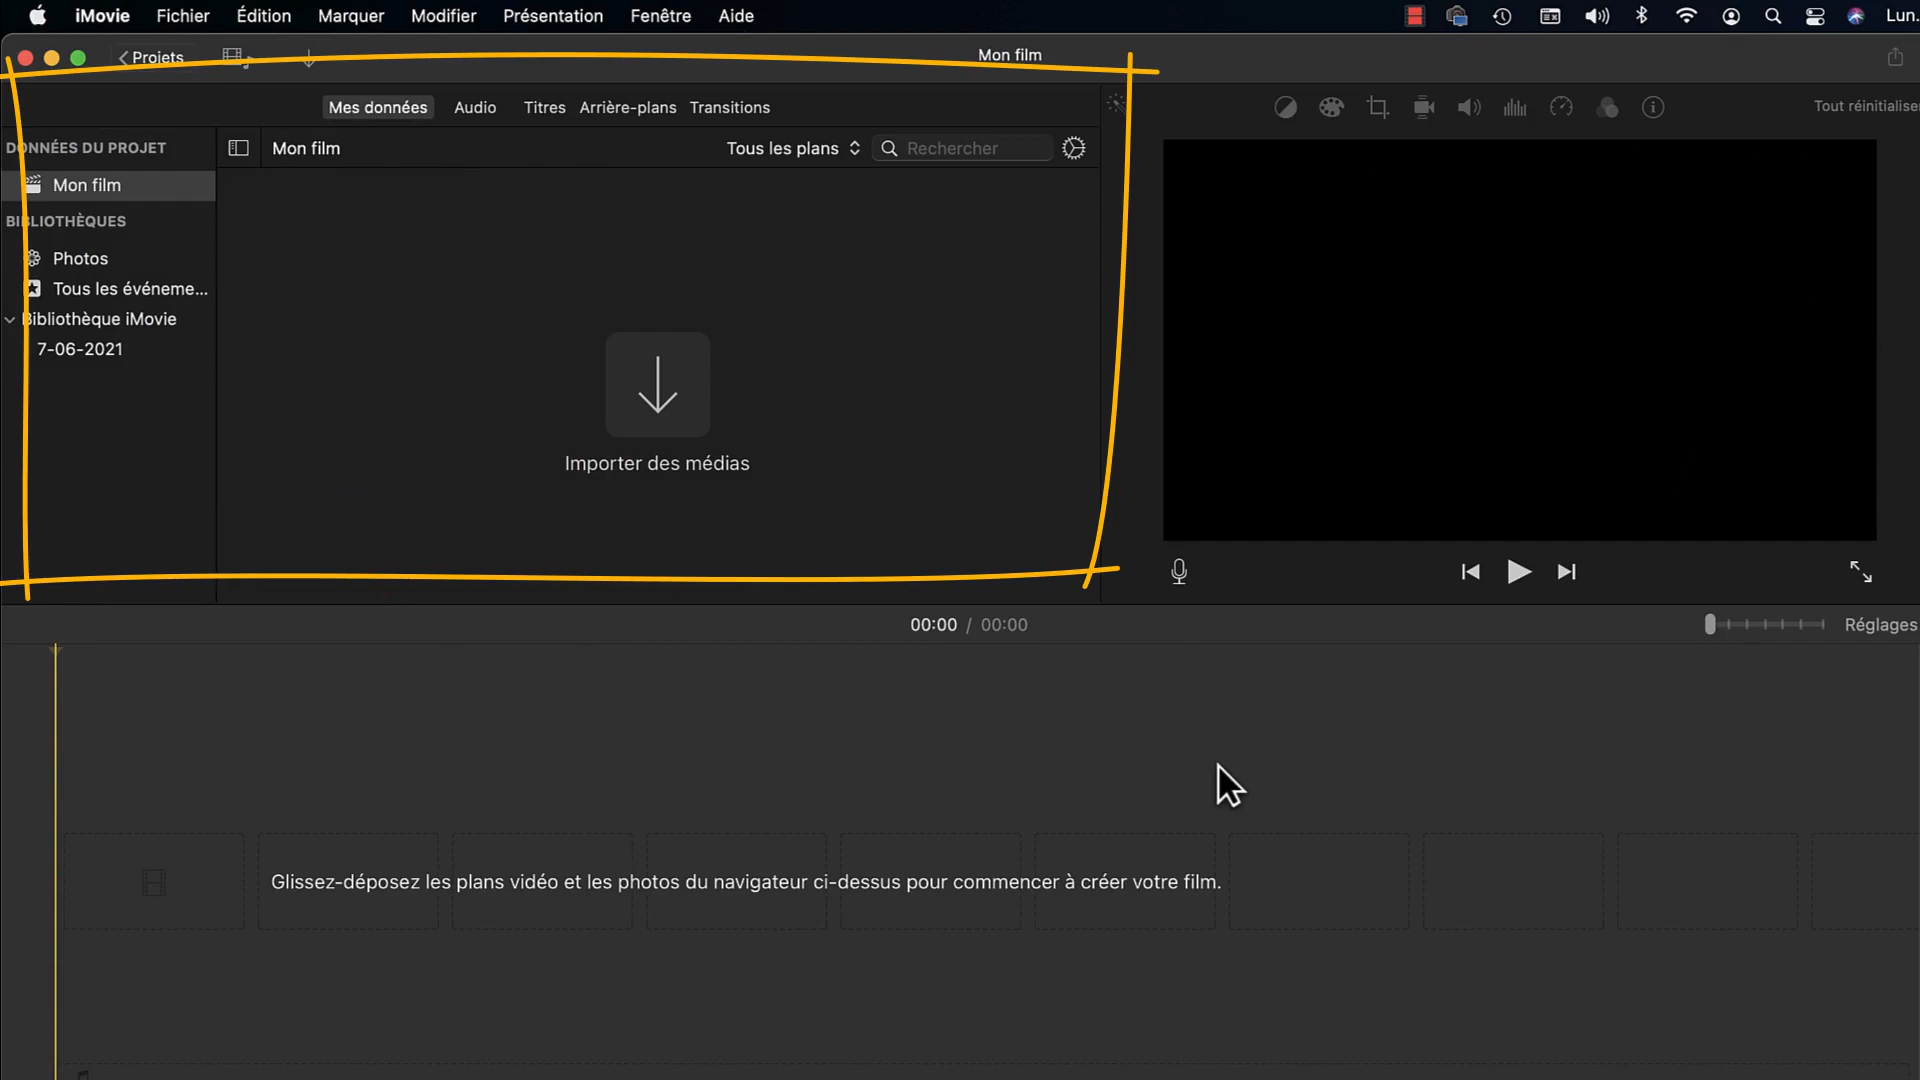 iMovie Fichier Édition Marquer Modifier Présentation Fenêtre Aide Lun.
Projets Mon film
Mes données Audio Titres Arrière-plans Transitions Tout réinitialiser
DONNÉES DU PROJET Mon film Tous les plans Rechercher
Mon film
BIBLIOTHÈQUES
Photos
Tous les événeme...
Bibliothèque iMovie
7-06-2021
Importer des médias
00:00 / 00:00 Réglages
Glissez-déposez les plans vidéo et les photos du navigateur ci-dessus pour commencer à créer votre film.